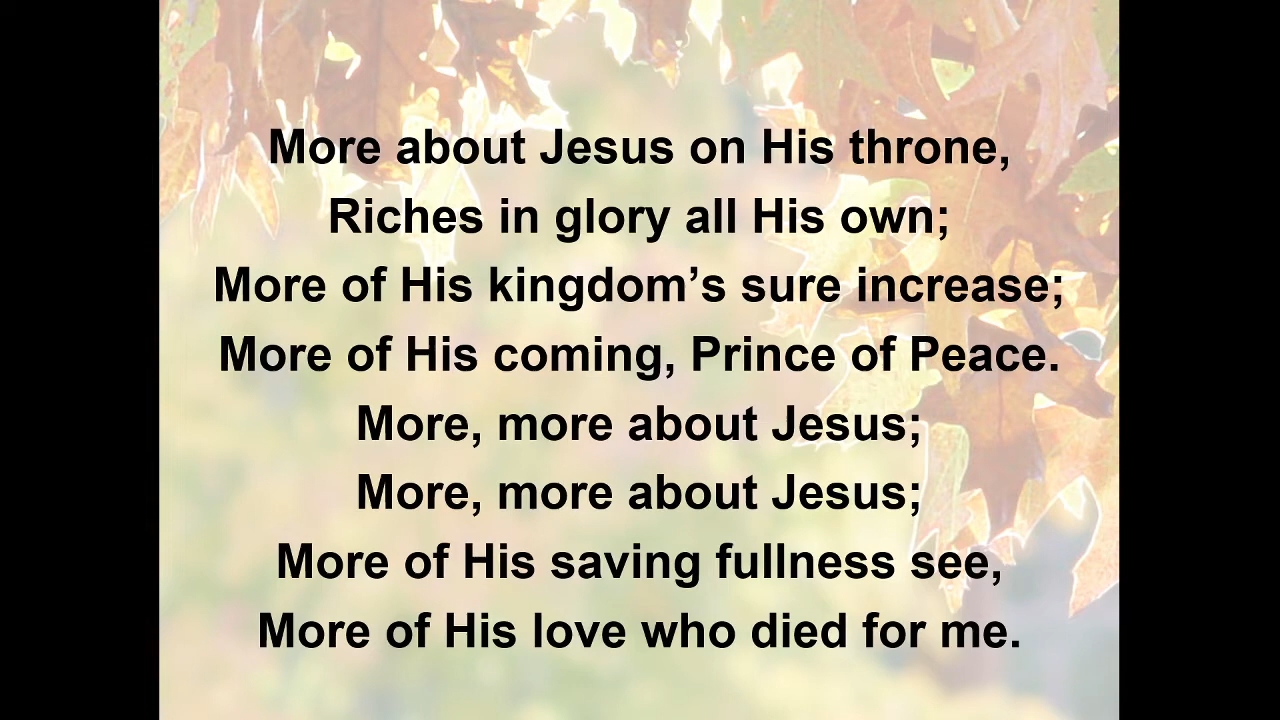 More about Jesus on His throne,
Riches in glory all His own;
More of His kingdom’s sure increase;
More of His coming, Prince of Peace.
More, more about Jesus;
More, more about Jesus;
More of His saving fullness see,
More of His love who died for me.